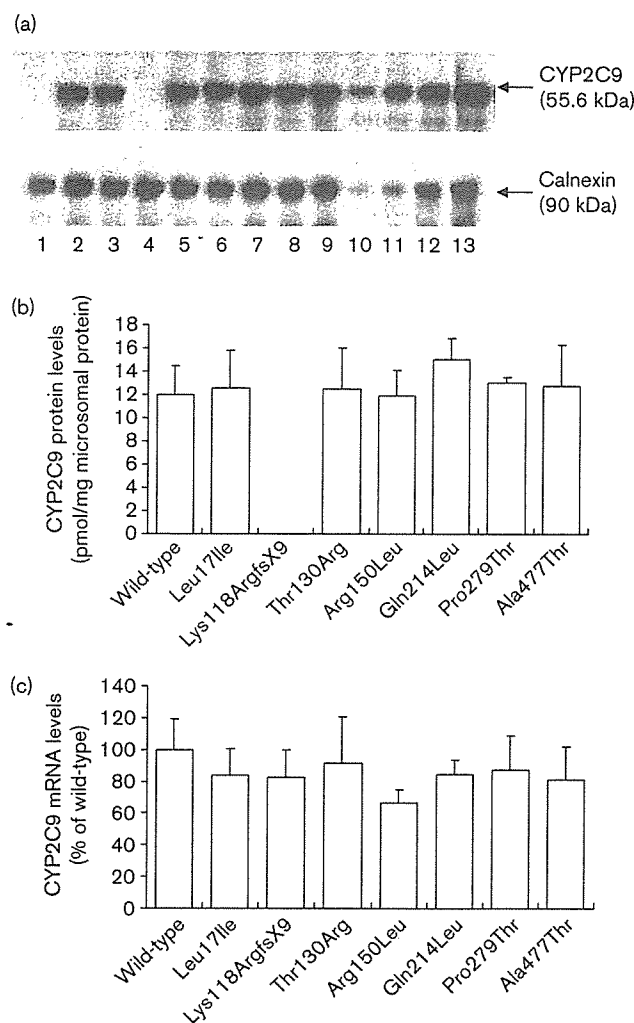 (a)
CYP2C9
(55.6 kDa)
Calnexin
(90 kDa)
1 2 3 4 5 6 7 8 9 10 11 12 13
(b)
CYP2C9 protein levels
(pmol/mg microsomal protein)
18
16
14
12
10
8
6
4
2
0
Wild-type
Leu17Ile
Lys118ArgfsX9
Thr130Arg
Arg150Leu
Gln214Leu
Pro279Thr
Ala477Thr
(c)
CYP2C9 mRNA levels
(% of wild-type)
140
120
100
80
60
40
20
0
Wild-type
Leu17Ile
Lys118ArgfsX9
Thr130Arg
Arg150Leu
Gln214Leu
Pro279Thr
Ala477Thr